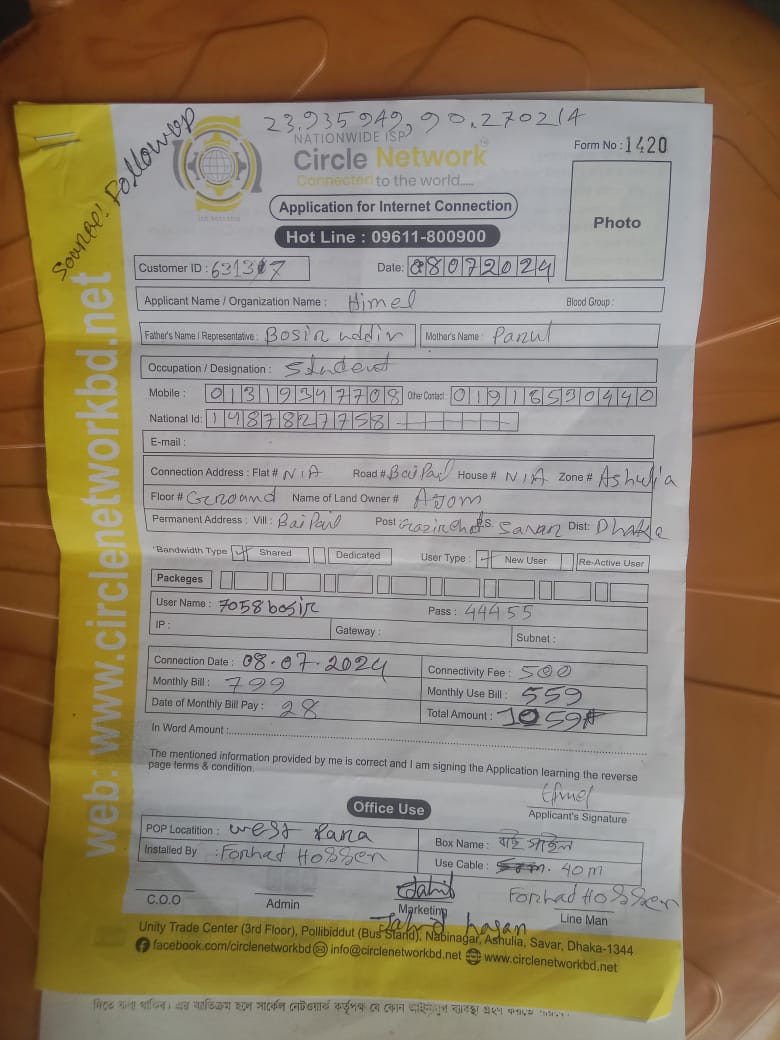 23.935949, 90.270214
Source: Followup
NATIONWIDE ISP
Circle Network
Connected to the world.....
Form No : 1420
Application for Internet Connection
Photo
Hot Line : 09611-800900
Customer ID : 631317 Date: 08072024
Applicant Name / Organization Name : Himel Blood Group :
Father's Name / Representative : Bosir uddin Mother's Name : Parul
Occupation / Designation : Student
Mobile : 01319347708 Other Contact : 01916530440
National Id: 1487827758
E-mail :
Connection Address : Flat # N/A Road # BaiPail House # N/A Zone # Ashulia
Floor # Ground Name of Land Owner # Azom
Permanent Address : Vill : BaiPail Post P.S Savar Dist: Dhaka
Bandwidth Type Shared Dedicated User Type : New User Re-Active User
Packeges
User Name : 7058bosir Pass : 44455
IP : Gateway : Subnet :
Connection Date : 08.07.2024 Connectivity Fee : 500
Monthly Bill : 799 Monthly Use Bill : 559
Date of Monthly Bill Pay : 28 Total Amount : 1059
In Word Amount :
The mentioned information provided by me is correct and I am signing the Application learning the reverse
page terms & condition.
Himel
Applicant's Signature
Office Use
POP Locatition : West Para Box Name : বাই পাইল
Installed By : Forhad Hossen Use Cable : 40m
Jahid Forhad Hossen
C.O.O Admin Marketing Line Man
Jahid hasan
Unity Trade Center (3rd Floor), Pollibiddut (Bus Stand), Nabinagar, Ashulia, Savar, Dhaka-1344
facebook.com/circlenetworkbd info@circlenetworkbd.net www.circlenetworkbd.net
web: www.circlenetworkbd.net